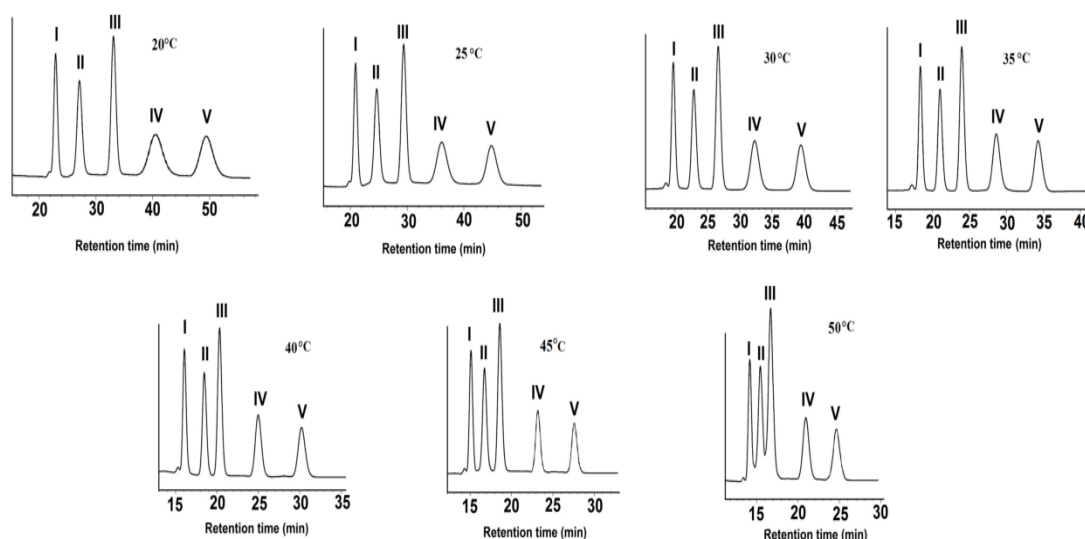 I II III IV V 20°C
20 30 40 50
Retention time (min)
I II III IV V 25°C
20 30 40 50
Retention time (min)
I II III IV V 30°C
20 25 30 35 40 45
Retention time (min)
I II III IV V 35°C
15 20 25 30 35 40
Retention time (min)
I II III IV V 40°C
15 20 25 30 35
Retention time (min)
I II III IV V 45°C
15 20 25 30
Retention time (min)
I II III IV V 50°C
15 20 25 30
Retention time (min)